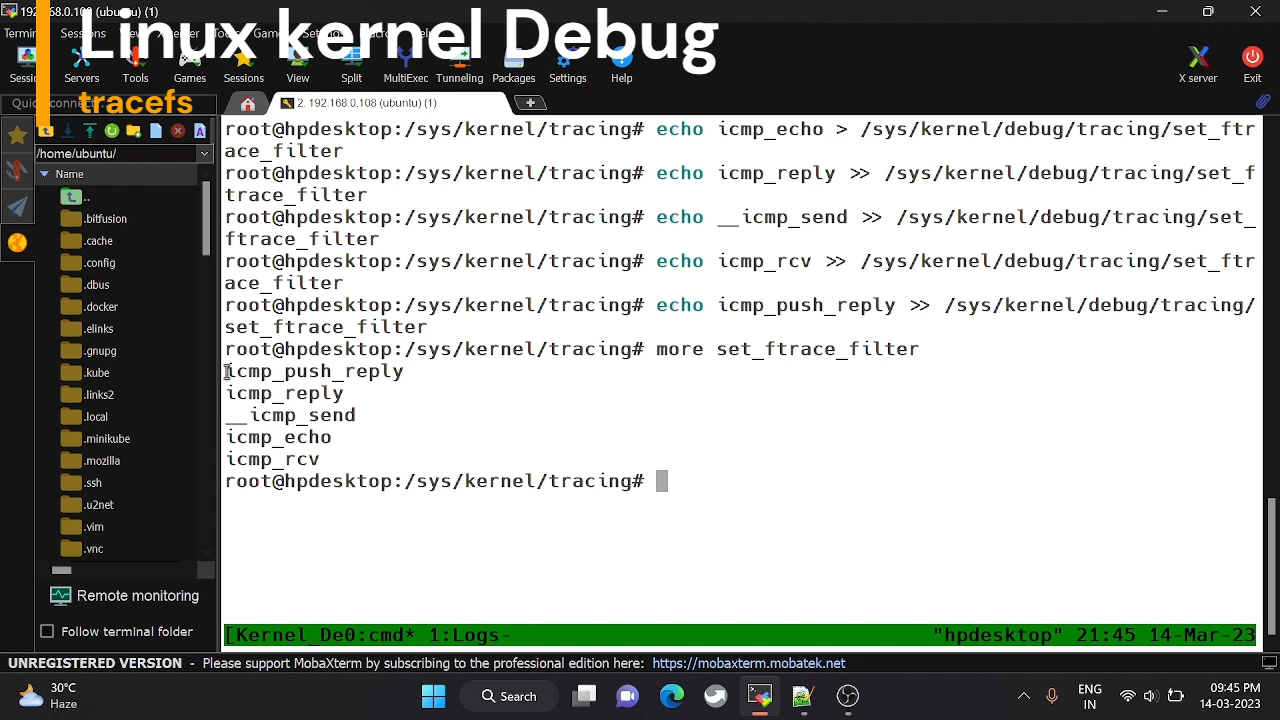 192.168.0.108 (ubuntu) (1)
Linux kernel Debug
tracefs
Sessions
Servers
Tools
Games
Sessions
View
Split
MultiExec
Tunneling
Packages
Settings
Help
X server
Exit
2. 192.168.0.108 (ubuntu) (1)
/home/ubuntu/
Name
..
.bitfusion
.cache
.config
.dbus
.docker
.elinks
.gnupg
.kube
.links2
.local
.minikube
.mozilla
.ssh
.u2net
.vim
.vnc
Remote monitoring
Follow terminal folder
root@hpdesktop:/sys/kernel/tracing# echo icmp_echo > /sys/kernel/debug/tracing/set_ftr
ace_filter
root@hpdesktop:/sys/kernel/tracing# echo icmp_reply >> /sys/kernel/debug/tracing/set_f
trace_filter
root@hpdesktop:/sys/kernel/tracing# echo __icmp_send >> /sys/kernel/debug/tracing/set_
ftrace_filter
root@hpdesktop:/sys/kernel/tracing# echo icmp_rcv >> /sys/kernel/debug/tracing/set_ftr
ace_filter
root@hpdesktop:/sys/kernel/tracing# echo icmp_push_reply >> /sys/kernel/debug/tracing/
set_ftrace_filter
root@hpdesktop:/sys/kernel/tracing# more set_ftrace_filter
icmp_push_reply
icmp_reply
__icmp_send
icmp_echo
icmp_rcv
root@hpdesktop:/sys/kernel/tracing#
[Kernel_De0:cmd* 1:Logs- "hpdesktop" 21:45 14-Mar-23
UNREGISTERED VERSION - Please support MobaXterm by subscribing to the professional edition here: https://mobaxterm.mobatek.net
30°C
Haze
Search
ENG
IN
09:45 PM
14-03-2023